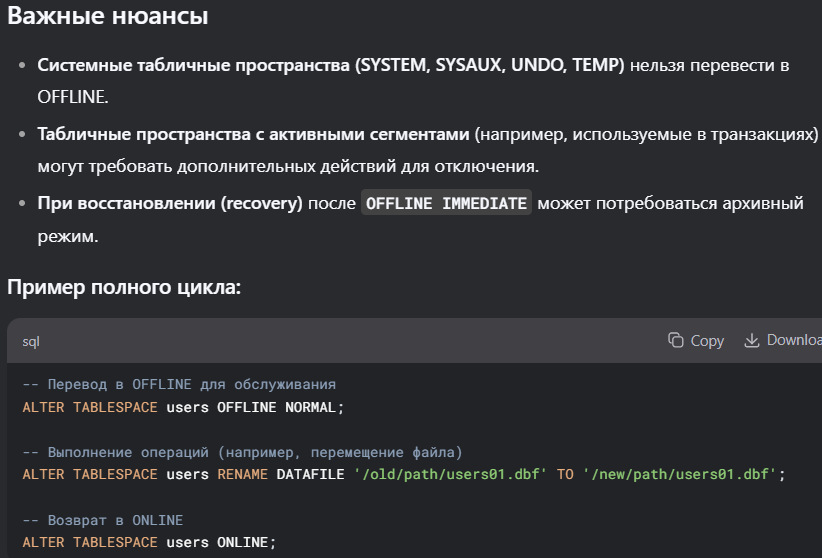 Важные нюансы
Системные табличные пространства (SYSTEM, SYSAUX, UNDO, TEMP) нельзя перевести в
OFFLINE.
Табличные пространства с активными сегментами (например, используемые в транзакциях)
могут требовать дополнительных действий для отключения.
При восстановлении (recovery) после OFFLINE IMMEDIATE может потребоваться архивный
режим.
Пример полного цикла:
sql
Copy
Downloa
-- Перевод в OFFLINE для обслуживания
ALTER TABLESPACE users OFFLINE NORMAL;
-- Выполнение операций (например, перемещение файла)
ALTER TABLESPACE users RENAME DATAFILE '/old/path/users01.dbf' TO '/new/path/users01.dbf';
-- Возврат в ONLINE
ALTER TABLESPACE users ONLINE;